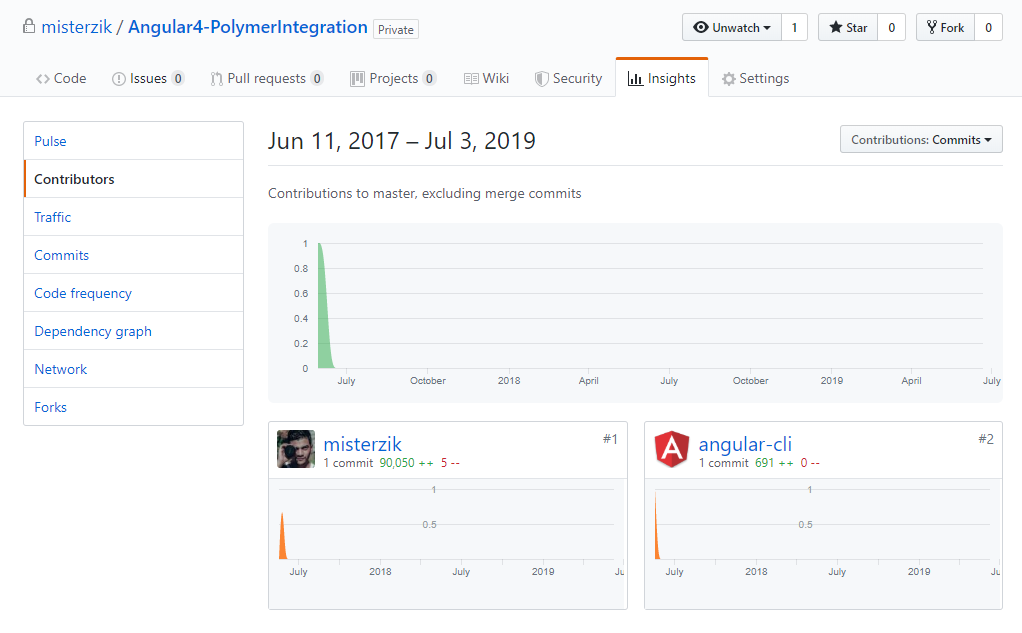 misterzik / Angular4-PolymerIntegration Private
Unwatch 1 Star 0 Fork 0
Code Issues 0 Pull requests 0 Projects 0 Wiki Security Insights Settings
Pulse
Contributors
Traffic
Commits
Code frequency
Dependency graph
Network
Forks
Jun 11, 2017 – Jul 3, 2019
Contributions: Commits
Contributions to master, excluding merge commits
1
0.8
0.6
0.4
0.2
0
July October 2018 April July October 2019 April July
misterzik #1
1 commit 90,050 ++ 5 --
1
0.5
July 2018 July 2019 Ju
A
angular-cli #2
1 commit 691 ++ 0 --
1
0.5
July 2018 July 2019 Ju